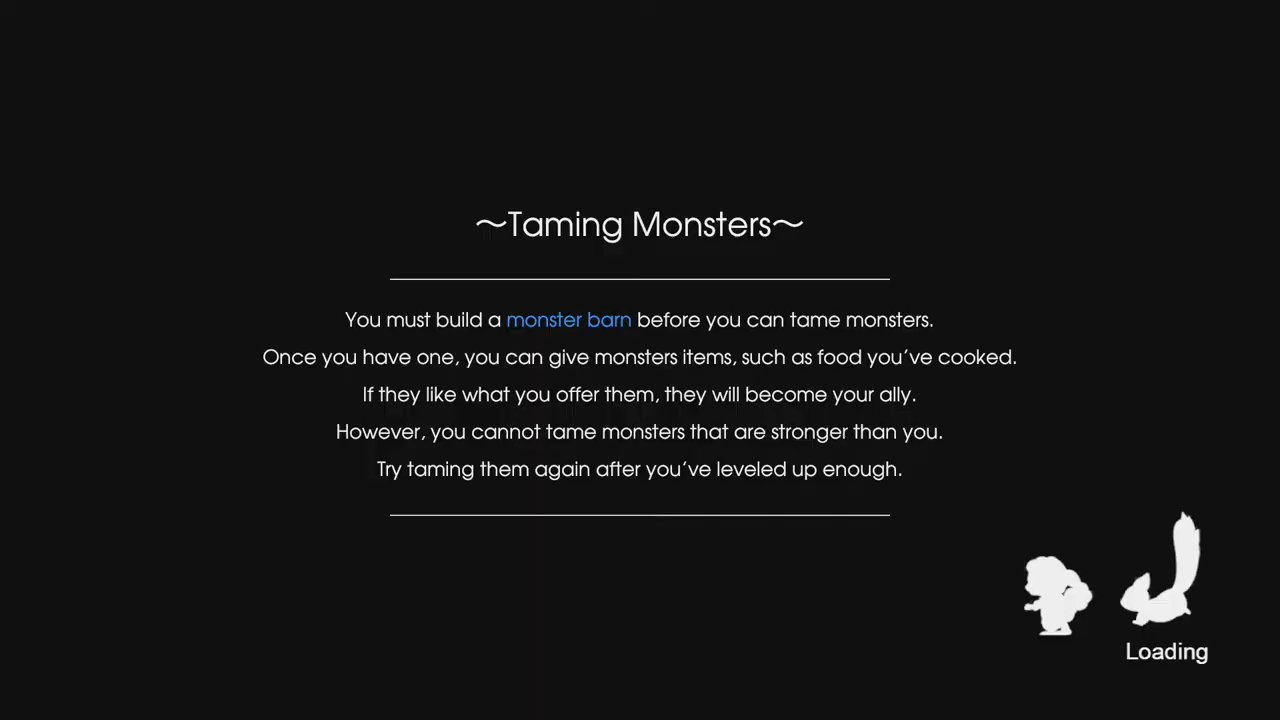 ～Taming Monsters～
You must build a monster barn before you can tame monsters.
Once you have one, you can give monsters items, such as food you’ve cooked.
If they like what you offer them, they will become your ally.
However, you cannot tame monsters that are stronger than you.
Try taming them again after you’ve leveled up enough.
Loading